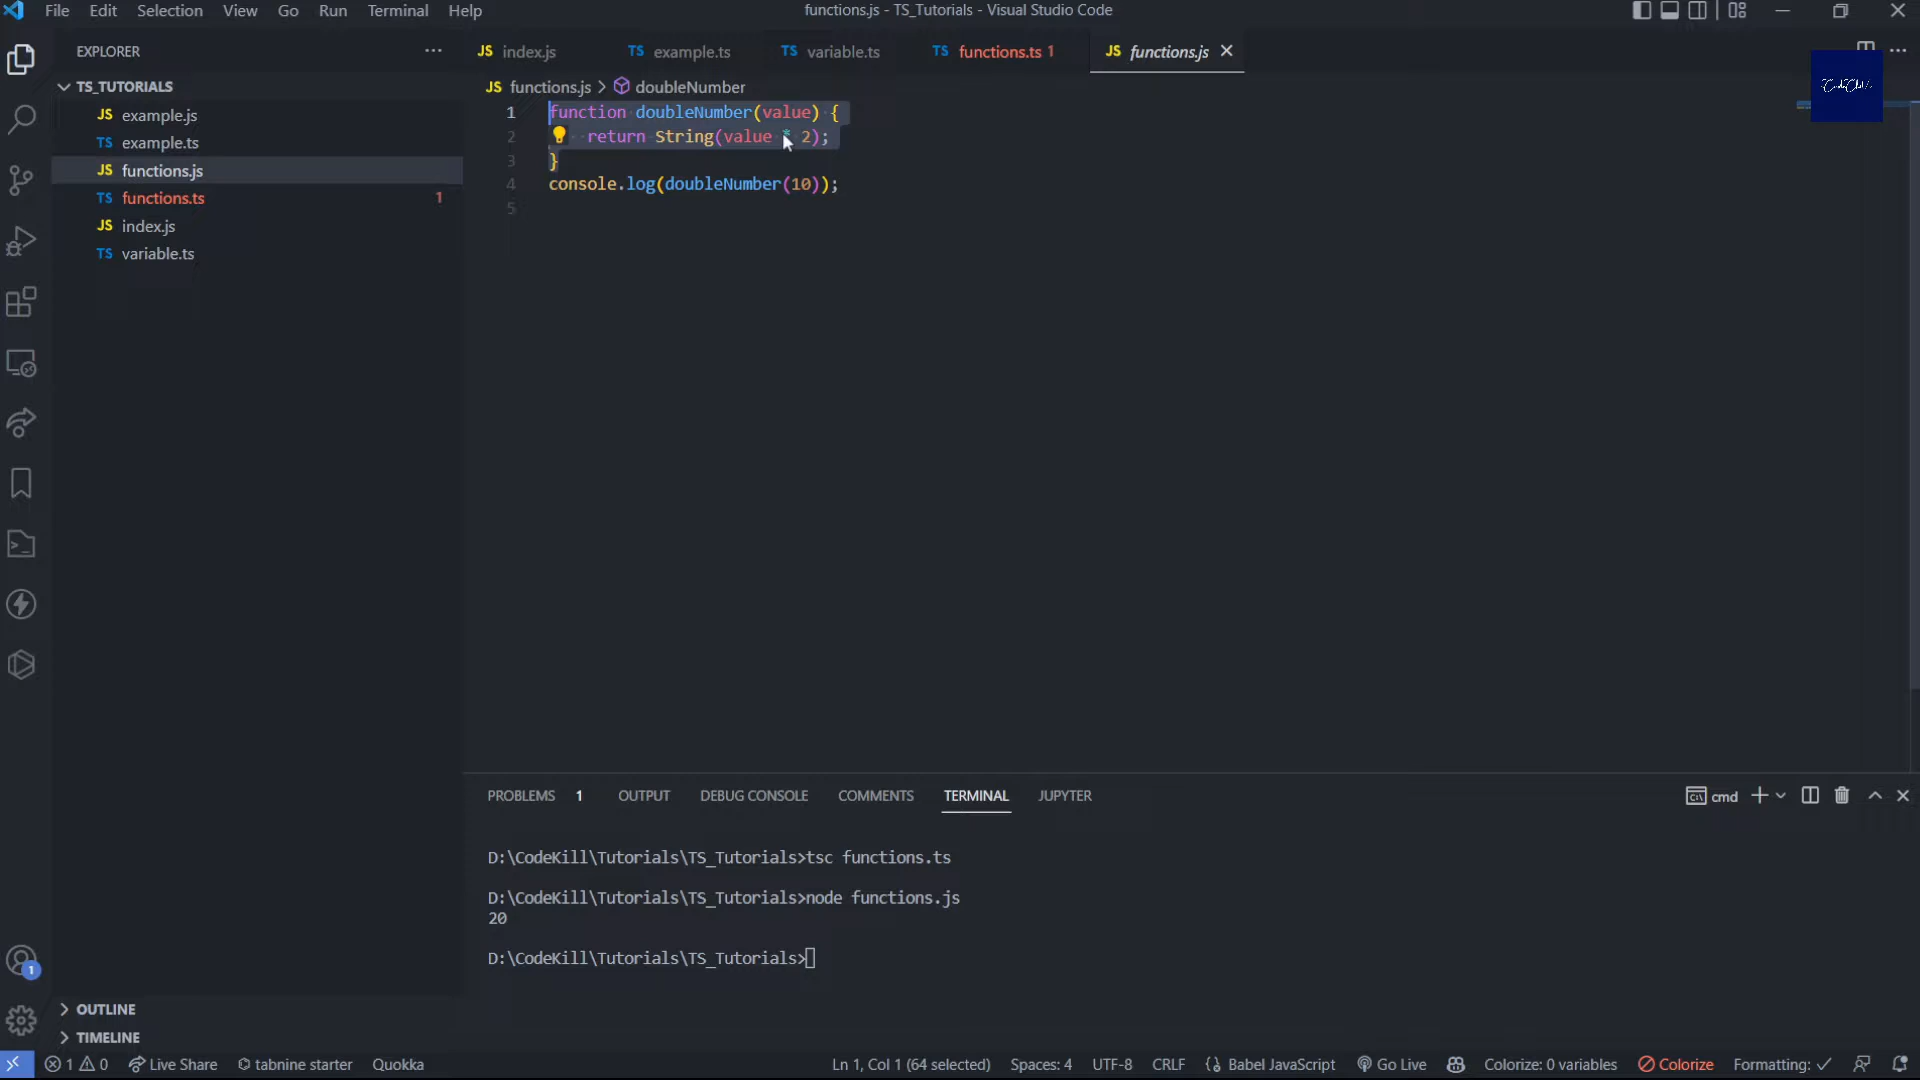 File Edit Selection View Go Run Terminal Help
functions.js - TS_Tutorials - Visual Studio Code
EXPLORER
TS_TUTORIALS
JS example.js
TS example.ts
JS functions.js
TS functions.ts 1
JS index.js
TS variable.ts
OUTLINE
TIMELINE
JS index.js TS example.ts TS variable.ts TS functions.ts 1 JS functions.js
JS functions.js > doubleNumber
1 function doubleNumber(value) {
2 return String(value * 2);
3 }
4 console.log(doubleNumber(10));
5
PROBLEMS 1 OUTPUT DEBUG CONSOLE COMMENTS TERMINAL JUPYTER
cmd
D:\CodeKill\Tutorials\TS_Tutorials>tsc functions.ts
D:\CodeKill\Tutorials\TS_Tutorials>node functions.js
20
D:\CodeKill\Tutorials\TS_Tutorials>
1
1 0 Live Share tabnine starter Quokka
Ln 1, Col 1 (64 selected) Spaces: 4 UTF-8 CRLF {} Babel JavaScript Go Live Colorize: 0 variables Colorize Formatting: ✓